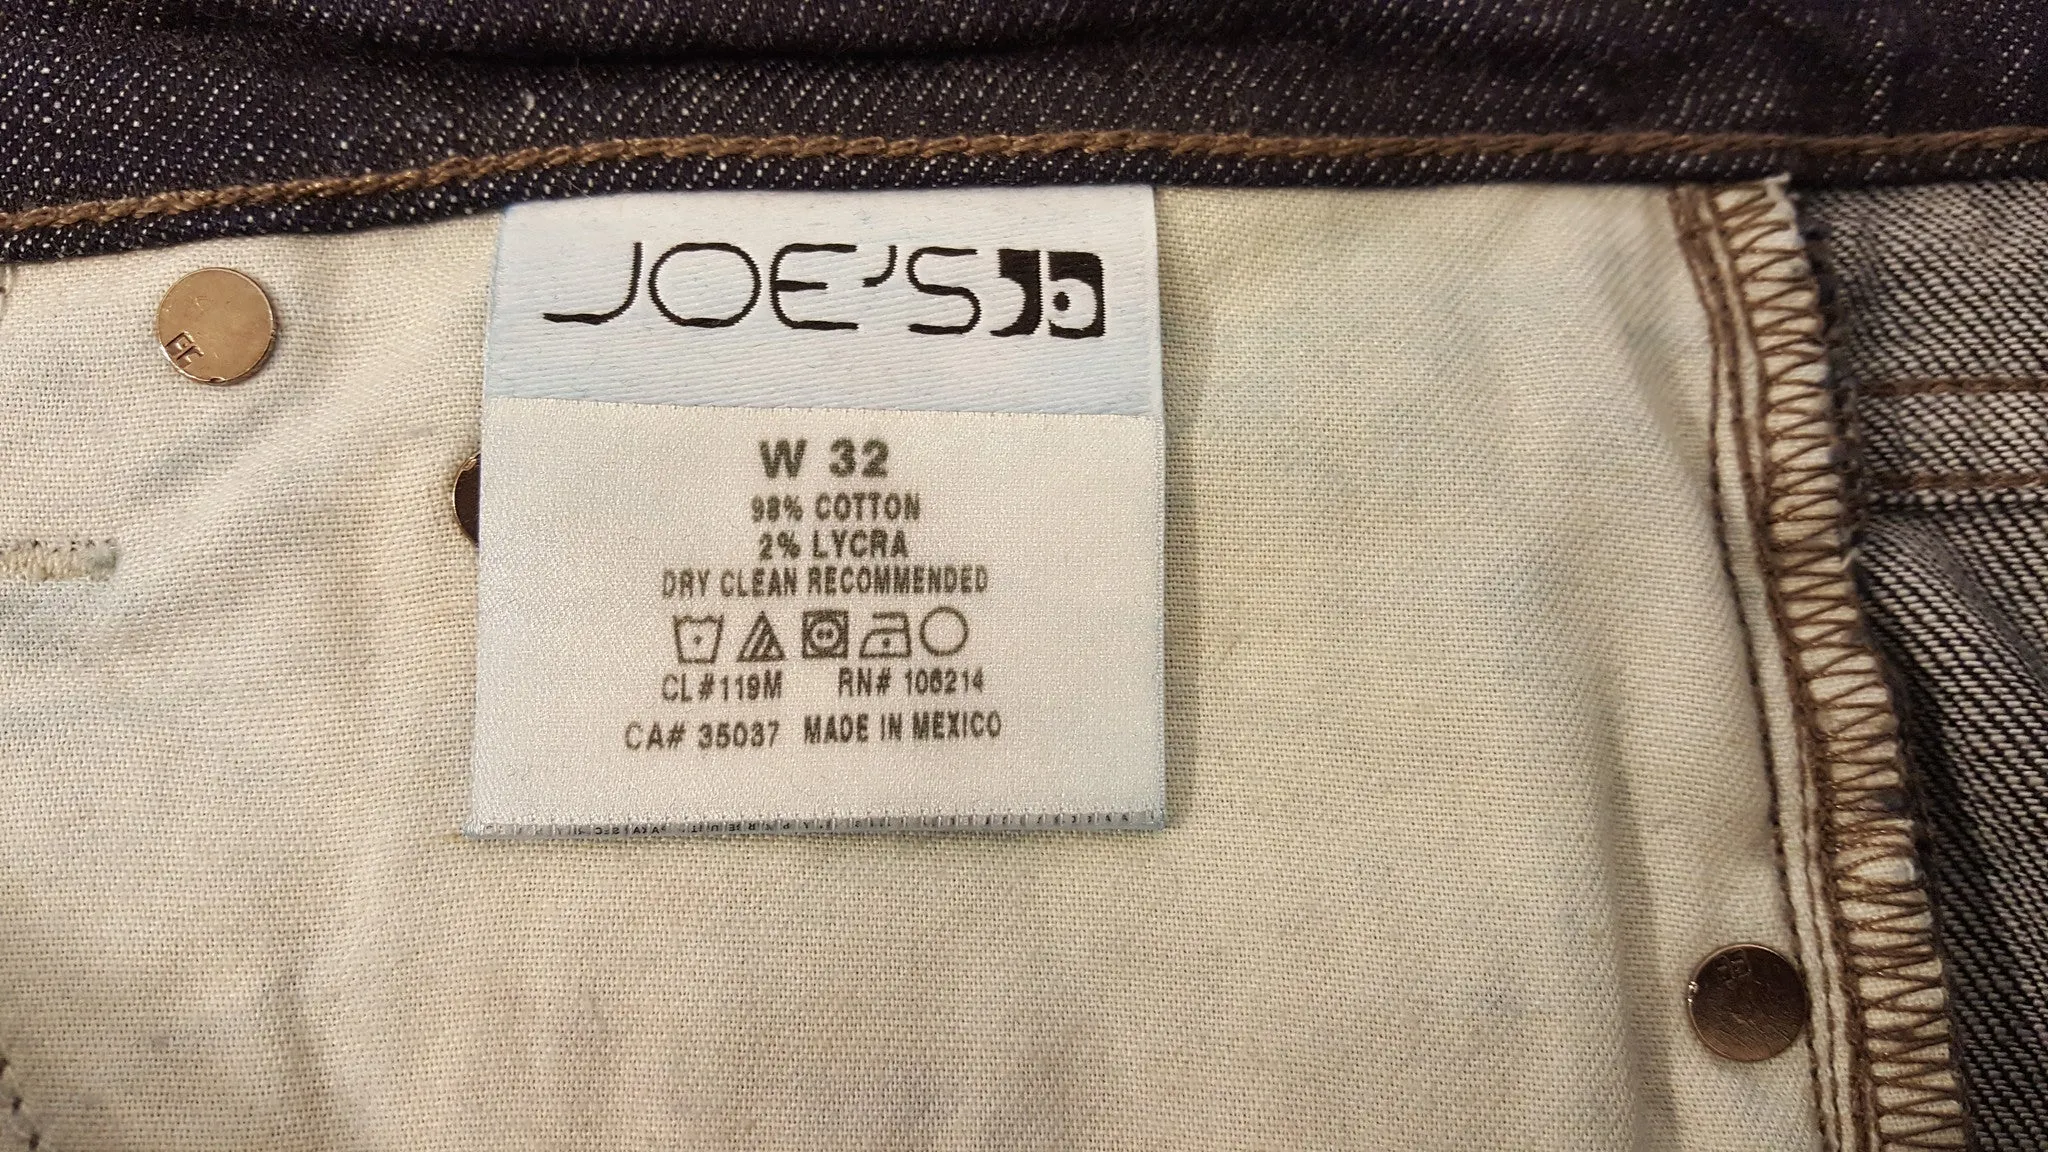 JOE'S
W 32
98% COTTON
2% LYCRA
DRY CLEAN RECOMMENDED
CL#119M RN# 106214
CA# 35037 MADE IN MEXICO